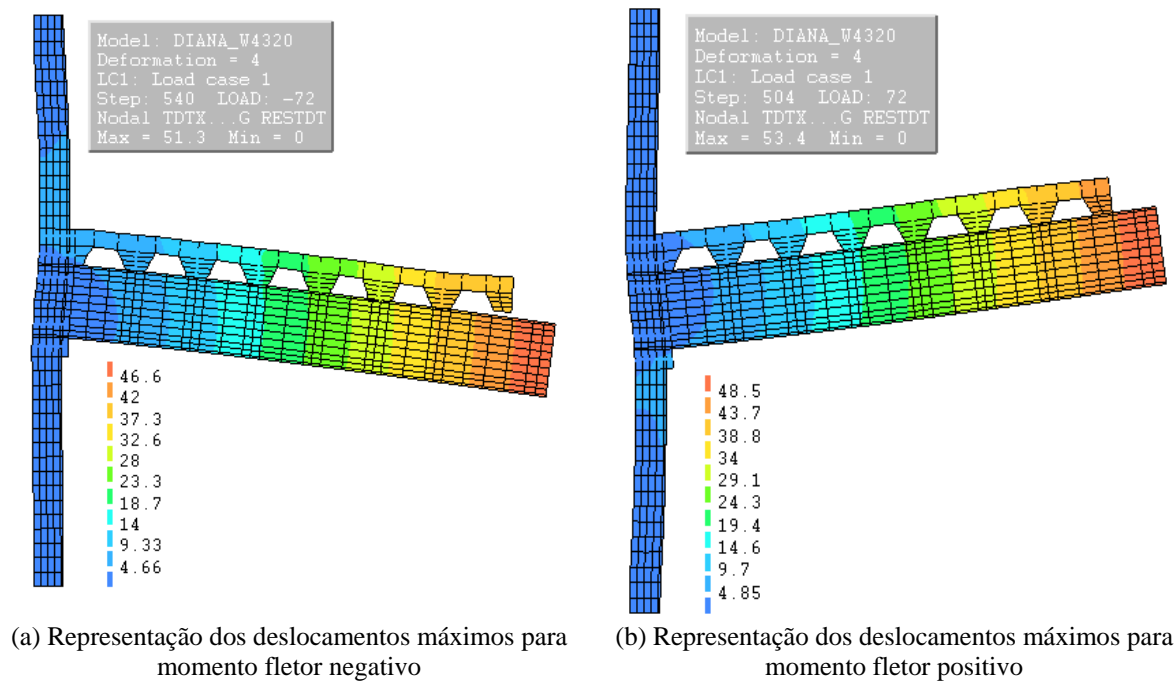 Model: DIANA_W4320
Deformation = 4
LC1: Load case 1
Step: 540 LOAD: -72
Nodal TDTX...G RESTDT
Max = 51.3 Min = 0
46.6
42
37.3
32.6
28
23.3
18.7
14
9.33
4.66
(a) Representação dos deslocamentos máximos para
momento fletor negativo
Model: DIANA_W4320
Deformation = 4
LC1: Load case 1
Step: 504 LOAD: 72
Nodal TDTX...G RESTDT
Max = 53.4 Min = 0
48.5
43.7
38.8
34
29.1
24.3
19.4
14.6
9.7
4.85
(b) Representação dos deslocamentos máximos para
momento fletor positivo